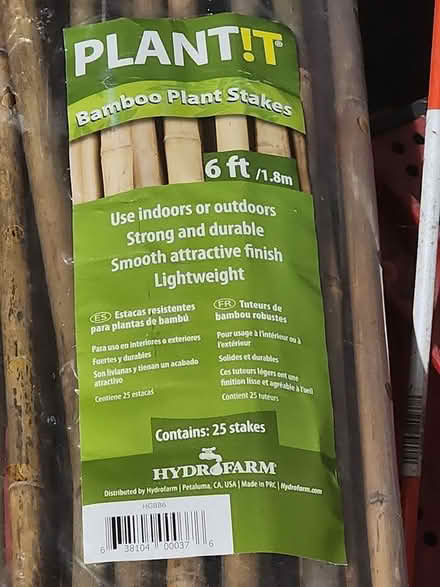 PLANT!T®
Bamboo Plant Stakes
6 ft /1.8m
Use indoors or outdoors
Strong and durable
Smooth attractive finish
Lightweight
ES Estacas resistentes
para plantas de bambú
Para uso en interiores o exteriores
Fuertes y durables
Son livianas y tienen un acabado
atractivo
Contiene 25 estacas
FR Tuteurs de
bambou robustes
Pour usage à l'intérieur ou à
l'extérieur
Solides et durables
Ces tuteurs légers ont une
finition lisse et agréable à l'oeil
Contient 25 tuteurs
Contains: 25 stakes
HYDROFARM
Distributed by Hydrofarm | Petaluma, CA. USA | Made in PRC | Hydrofarm.com
HGBB6
6 38104 00037 6